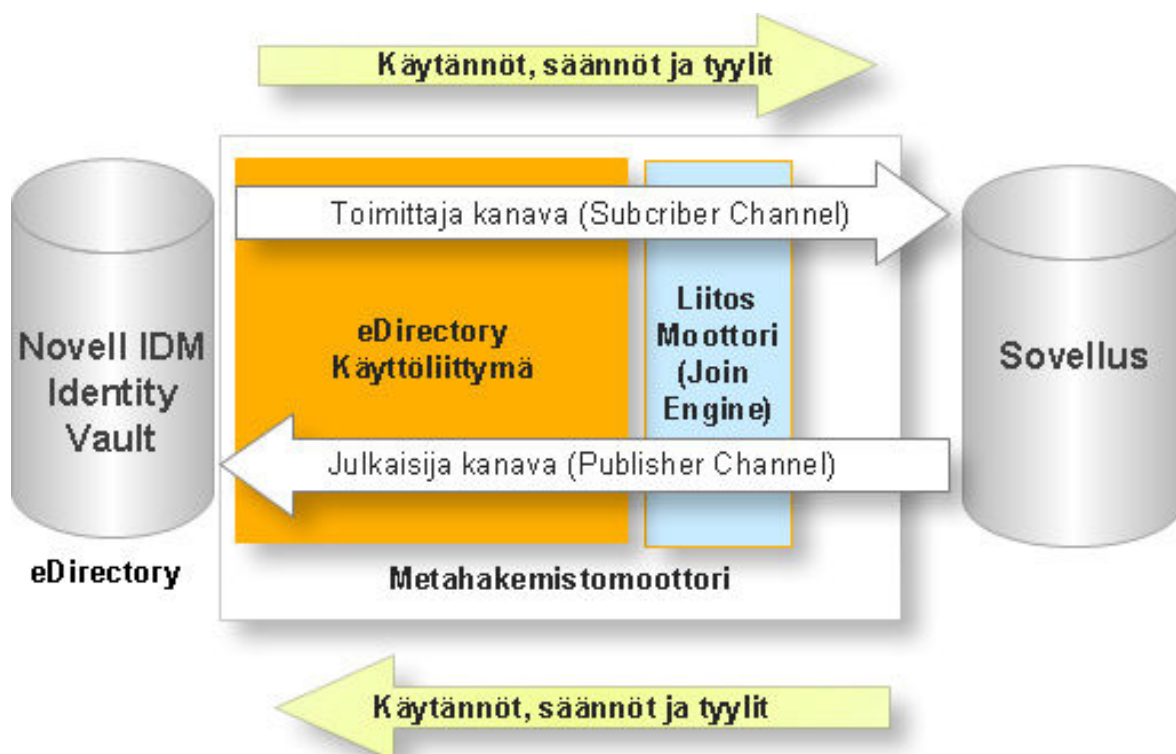 Käytännöt, säännöt ja tyylit
Toimittaja kanava (Subcriber Channel)
Novell IDM
Identity
Vault
eDirectory
Käyttöliittymä
Liitos
Moottori
(Join
Engine)
Sovellus
Julkaisija kanava (Publisher Channel)
eDirectory
Metahakemistomoottori
Käytännöt, säännöt ja tyylit